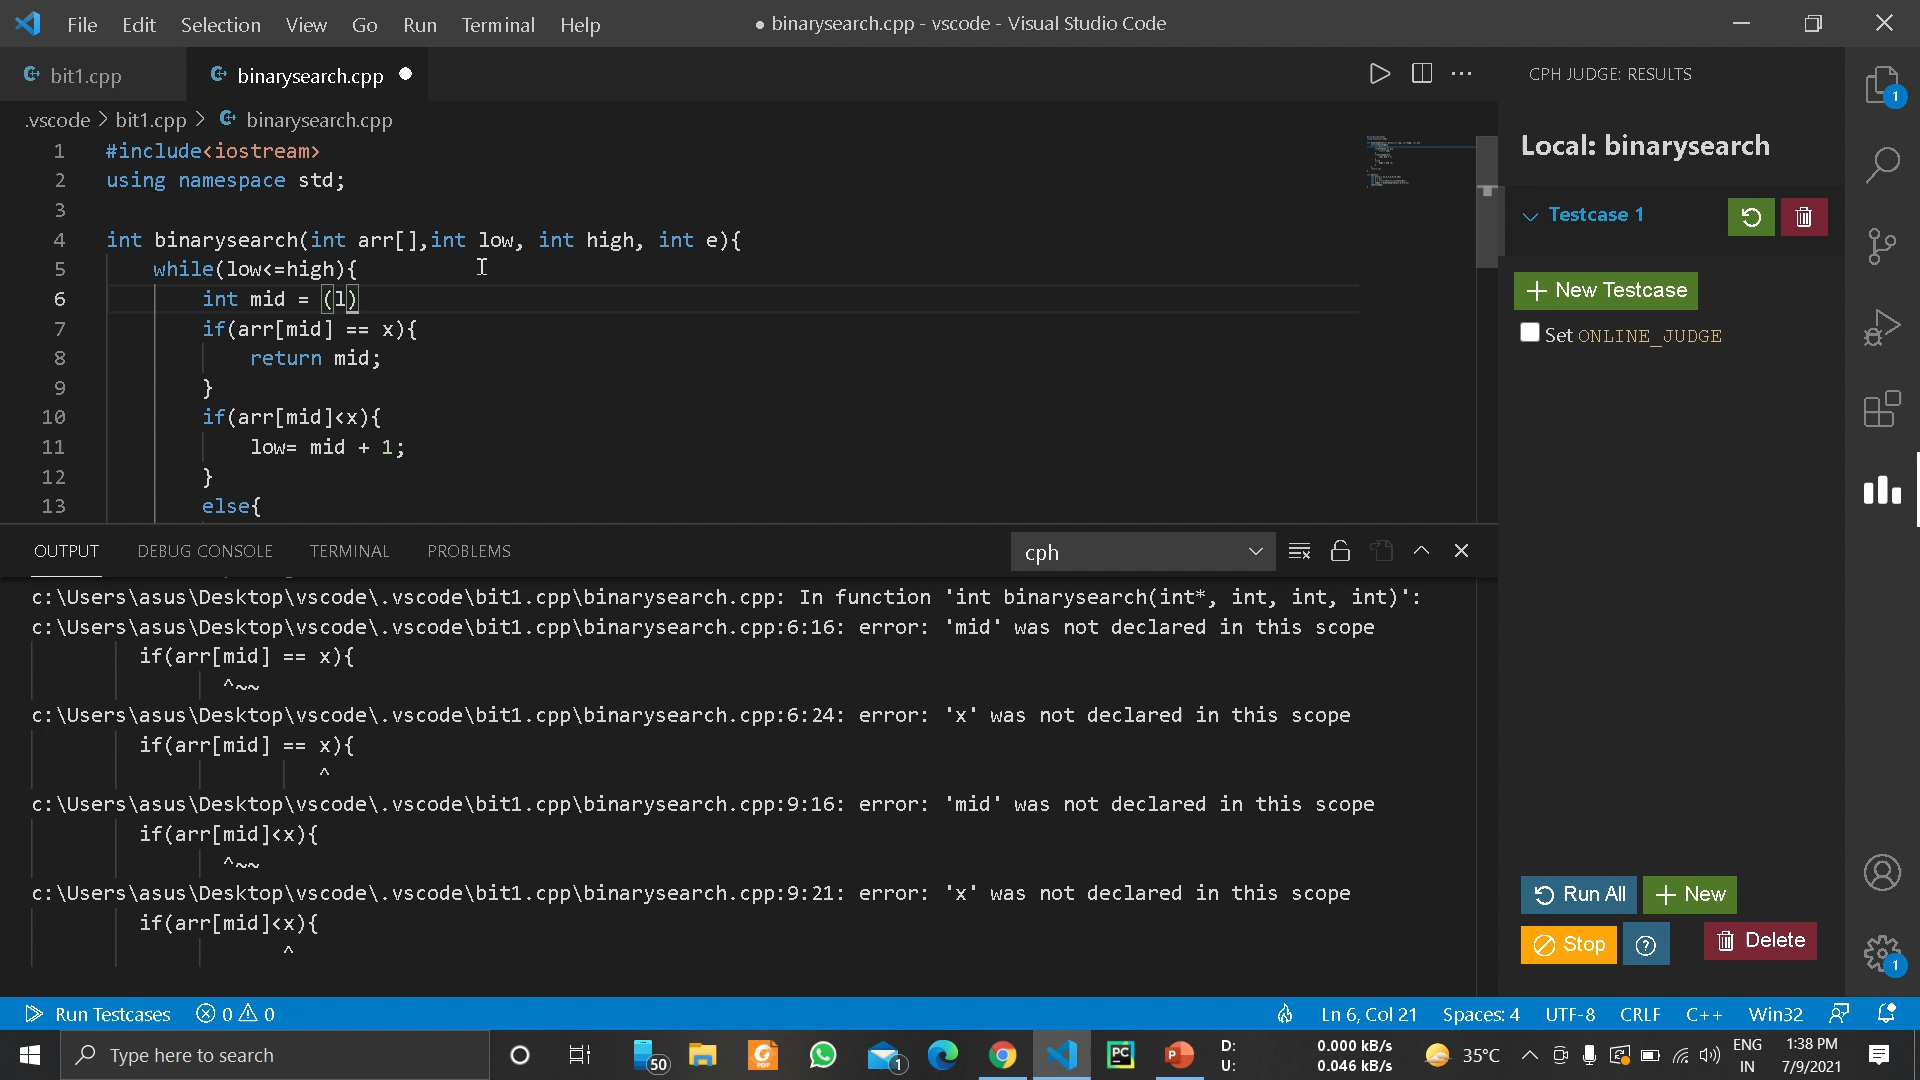 File Edit Selection View Go Run Terminal Help
● binarysearch.cpp - vscode - Visual Studio Code
bit1.cpp
binarysearch.cpp ●
CPH JUDGE: RESULTS
.vscode > bit1.cpp > binarysearch.cpp
1 #include<iostream>
2 using namespace std;
3
4 int binarysearch(int arr[],int low, int high, int e){
5 while(low<=high){
6 int mid = (l)
7 if(arr[mid] == x){
8 return mid;
9 }
10 if(arr[mid]<x){
11 low= mid + 1;
12 }
13 else{
Local: binarysearch
Testcase 1
+ New Testcase
Set ONLINE_JUDGE
1
OUTPUT DEBUG CONSOLE TERMINAL PROBLEMS
cph
c:\Users\asus\Desktop\vscode\.vscode\bit1.cpp\binarysearch.cpp: In function 'int binarysearch(int*, int, int, int)':
c:\Users\asus\Desktop\vscode\.vscode\bit1.cpp\binarysearch.cpp:6:16: error: 'mid' was not declared in this scope
if(arr[mid] == x){
^~~
c:\Users\asus\Desktop\vscode\.vscode\bit1.cpp\binarysearch.cpp:6:24: error: 'x' was not declared in this scope
if(arr[mid] == x){
^
c:\Users\asus\Desktop\vscode\.vscode\bit1.cpp\binarysearch.cpp:9:16: error: 'mid' was not declared in this scope
if(arr[mid]<x){
^~~
c:\Users\asus\Desktop\vscode\.vscode\bit1.cpp\binarysearch.cpp:9:21: error: 'x' was not declared in this scope
if(arr[mid]<x){
^
Run All + New
Stop ? Delete
1
Run Testcases 0 0
Ln 6, Col 21 Spaces: 4 UTF-8 CRLF C++ Win32
Type here to search
50
PDF
1
PC
P
D: 0.000 kB/s
U: 0.046 kB/s
35°C
ENG
IN
1:38 PM
7/9/2021